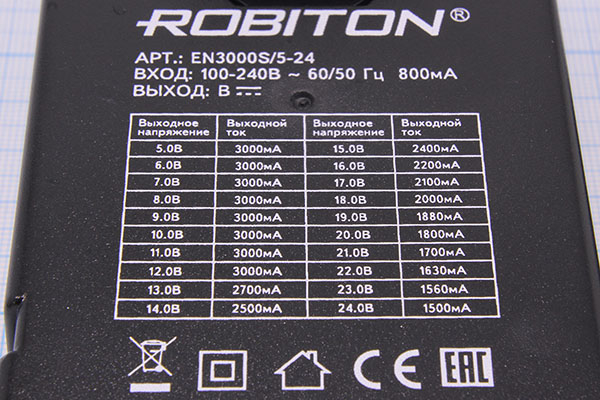 ROBITON®
АРТ.: EN3000S/5-24
ВХОД: 100-240В ~ 60/50 Гц 800мА
ВЫХОД: В
Выходное напряжение Выходной ток Выходное напряжение Выходной ток
5.0В 3000мА 15.0В 2400мА
6.0В 3000мА 16.0В 2200мА
7.0В 3000мА 17.0В 2100мА
8.0В 3000мА 18.0В 2000мА
9.0В 3000мА 19.0В 1880мА
10.0В 3000мА 20.0В 1800мА
11.0В 3000мА 21.0В 1700мА
12.0В 3000мА 22.0В 1630мА
13.0В 2700мА 23.0В 1560мА
14.0В 2500мА 24.0В 1500мА
CE EAC